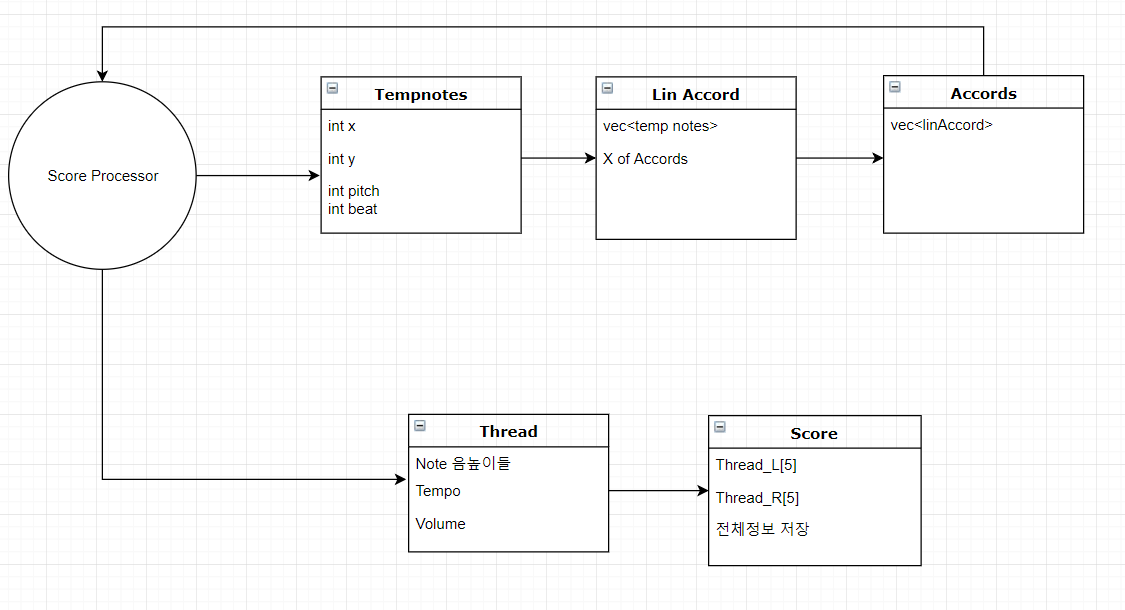 Score Processor
Tempnotes
int x
int y
int pitch
int beat
Lin Accord
vec<temp notes>
X of Accords
Accords
vec<linAccord>
Thread
Note 음높이들
Tempo
Volume
Score
Thread_L[5]
Thread_R[5]
전체정보 저장